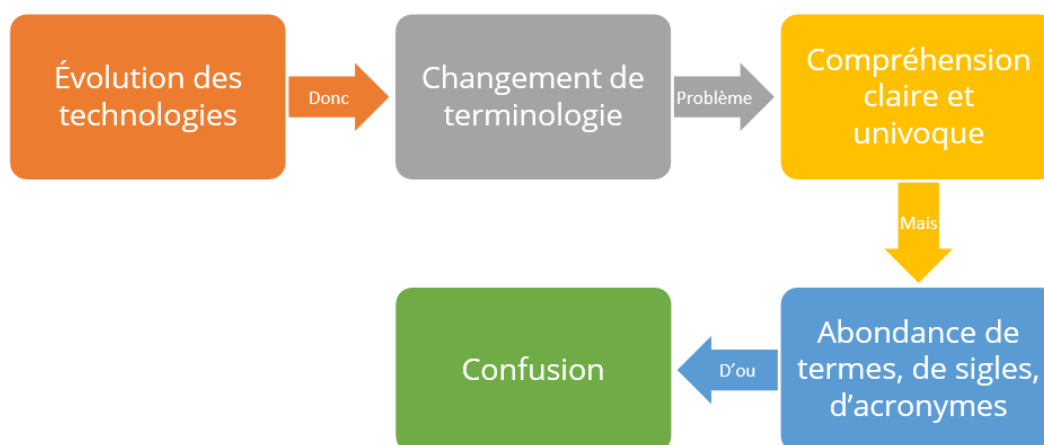 Évolution des
technologies
Donc
Changement de
terminologie
Problème
Compréhension
claire et
univoque
Mais
Abondance de
termes, de sigles,
d’acronymes
D’ou
Confusion